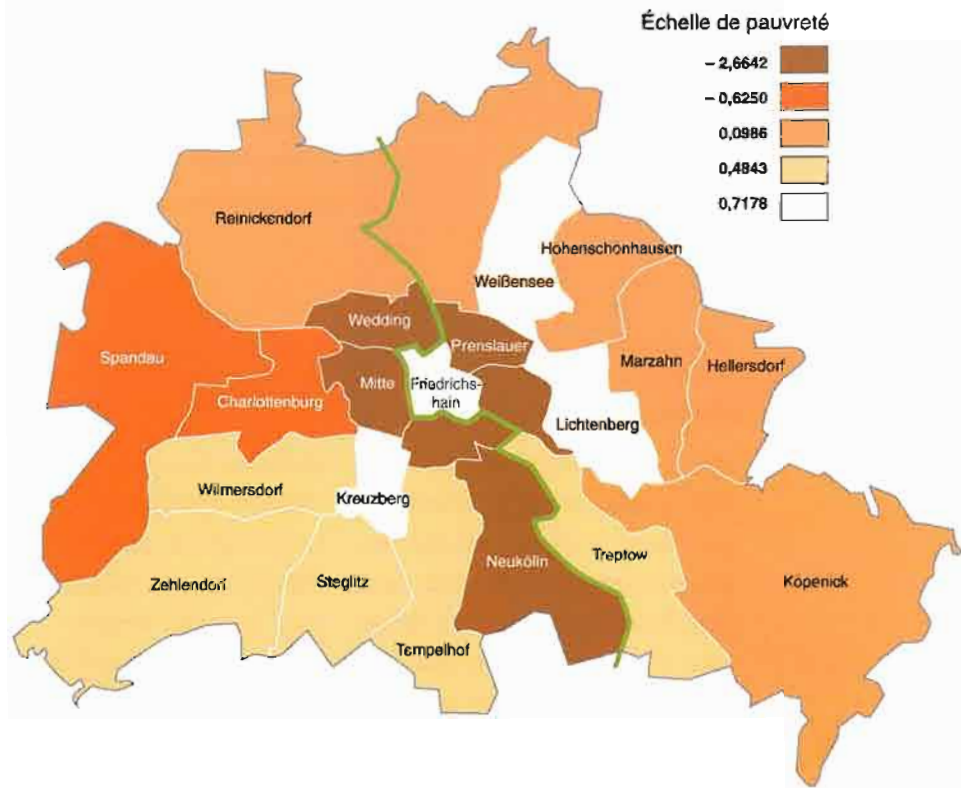 Échelle de pauvreté
– 2,6642
– 0,6250
0,0986
0,4843
0,7178
Reinickendorf
Hohenschonhausen
Weißensee
Wedding
Prenslauer
Spandau
Mitte
Friedrichs-
hain
Marzahn
Hellersdorf
Charlottenburg
Lichtenberg
Wilmersdorf
Kreuzberg
Neukölln
Treptow
Zehlendorf
Steglitz
Köpenick
Tempelhof